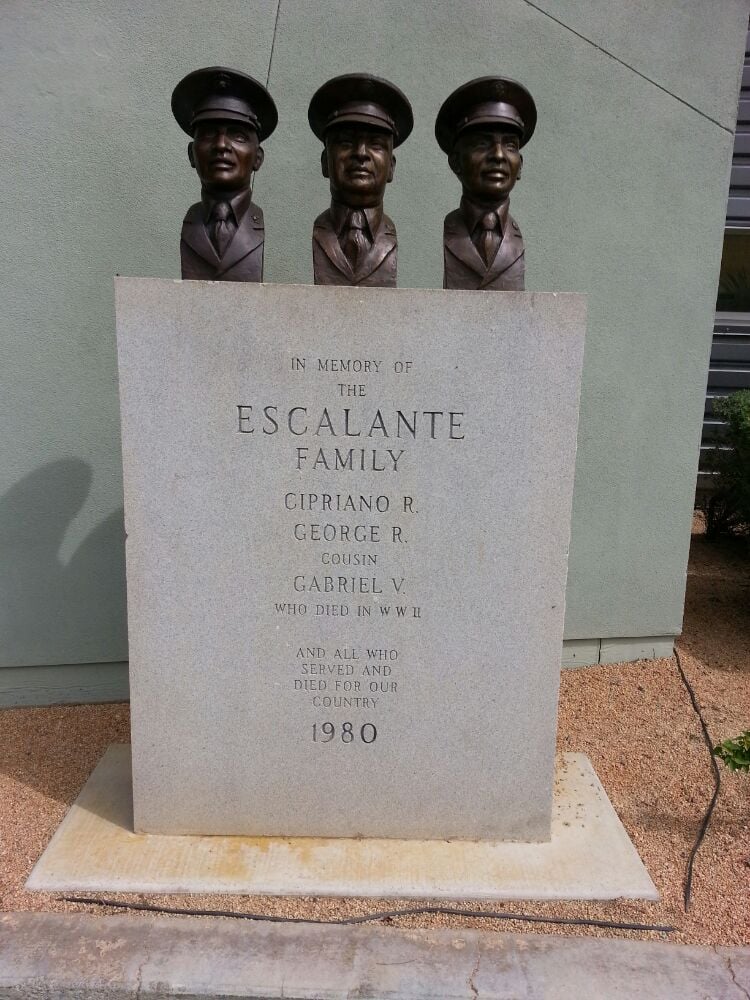 IN MEMORY OF
THE
ESCALANTE
FAMILY
CIPRIANO R.
GEORGE R.
COUSIN
GABRIEL V.
WHO DIED IN WW II
AND ALL WHO
SERVED AND
DIED FOR OUR
COUNTRY
1980